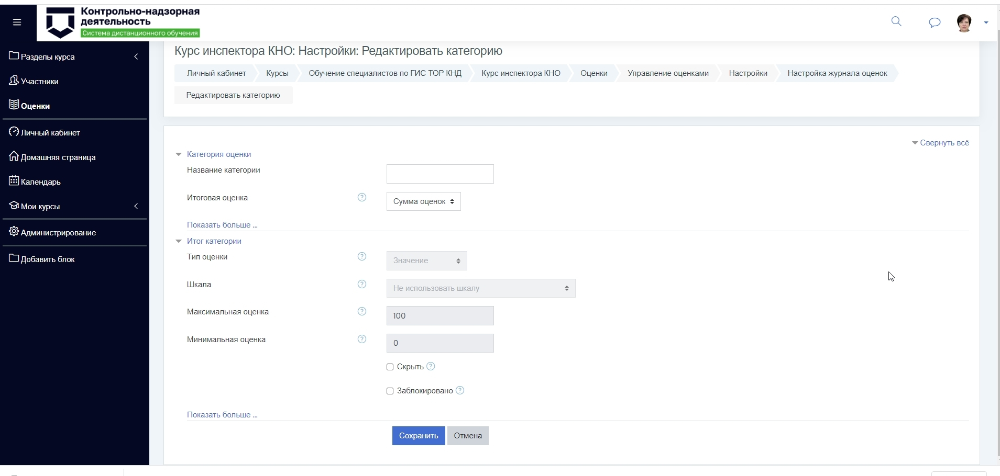 Контрольно-надзорная
деятельность
Система дистанционного обучения
Разделы курса
Участники
Оценки
Личный кабинет
Домашняя страница
Календарь
Мои курсы
Администрирование
Добавить блок
Курс инспектора КНО: Настройки: Редактировать категорию
Личный кабинет Курсы Обучение специалистов по ГИС ТОР КНД Курс инспектора КНО Оценки Управление оценками Настройки Настройка журнала оценок
Редактировать категорию
Свернуть всё
Категория оценки
Название категории
Итоговая оценка ? Сумма оценок
Показать больше ...
Итог категории
Тип оценки ? Значение
Шкала ? Не использовать шкалу
Максимальная оценка ? 100
Минимальная оценка ? 0
Скрыть ?
Заблокировано ?
Показать больше ...
Сохранить Отмена